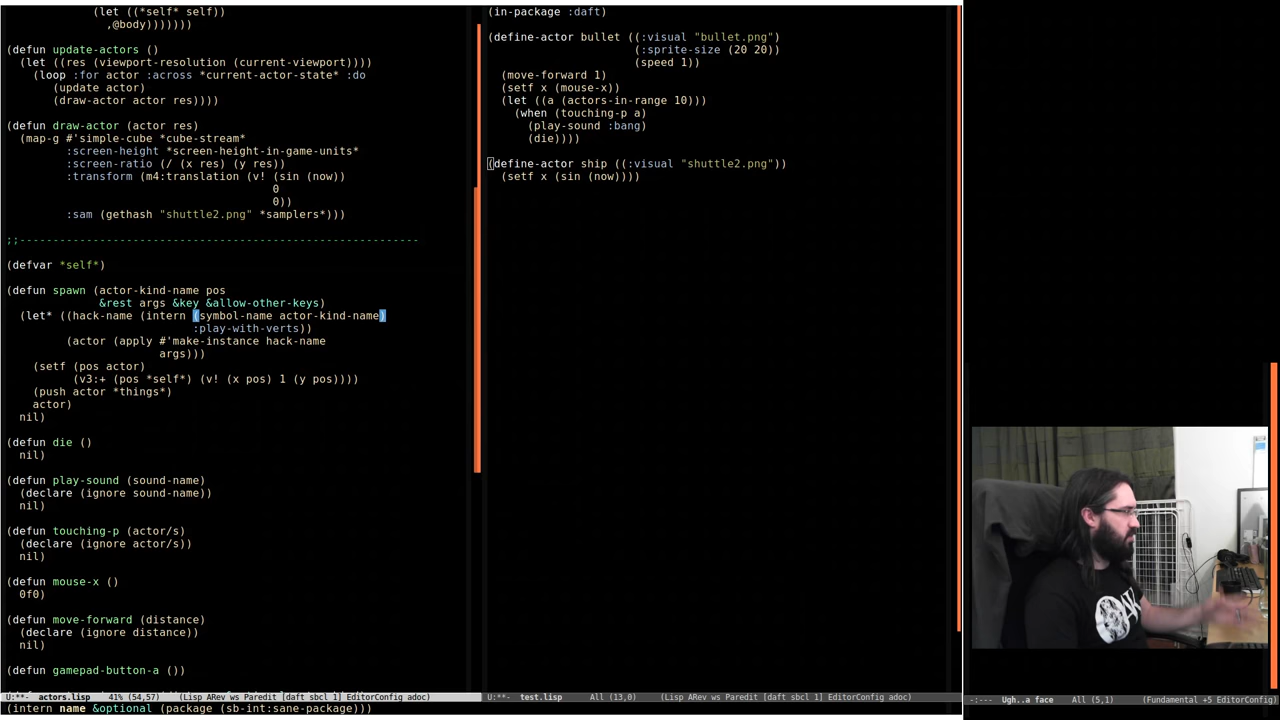 (let ((*self* self))
,@body)))))))
(defun update-actors ()
(let ((res (viewport-resolution (current-viewport))))
(loop :for actor :across *current-actor-state* :do
(update actor)
(draw-actor actor res))))
(defun draw-actor (actor res)
(map-g #'simple-cube *cube-stream*
:screen-height *screen-height-in-game-units*
:screen-ratio (/ (x res) (y res))
:transform (m4:translation (v! (sin (now))
0
0))
:sam (gethash "shuttle2.png" *samplers*)))
;;------------------------------------------------------------
(defvar *self*)
(defun spawn (actor-kind-name pos
&rest args &key &allow-other-keys)
(let* ((hack-name (intern (symbol-name actor-kind-name)
:play-with-verts))
(actor (apply #'make-instance hack-name
args)))
(setf (pos actor)
(v3:+ (pos *self*) (v! (x pos) 1 (y pos))))
(push actor *things*)
actor)
nil)
(defun die ()
nil)
(defun play-sound (sound-name)
(declare (ignore sound-name))
nil)
(defun touching-p (actor/s)
(declare (ignore actor/s))
nil)
(defun mouse-x ()
0f0)
(defun move-forward (distance)
(declare (ignore distance))
nil)
(defun gamepad-button-a ())
U:**- actors.lisp 41% (54,57) (Lisp ARev ws Paredit [daft sbcl 1] EditorConfig adoc)
(intern name &optional (package (sb-int:sane-package)))
(in-package :daft)
(define-actor bullet ((:visual "bullet.png")
(:sprite-size (20 20))
(speed 1))
(move-forward 1)
(setf x (mouse-x))
(let ((a (actors-in-range 10)))
(when (touching-p a)
(play-sound :bang)
(die))))
(define-actor ship ((:visual "shuttle2.png"))
(setf x (sin (now))))
U:**- test.lisp All (13,0) (Lisp ARev ws Paredit [daft sbcl 1] EditorConfig adoc)
-:--- Ugh..a face All (5,1) (Fundamental +5 EditorConfig)